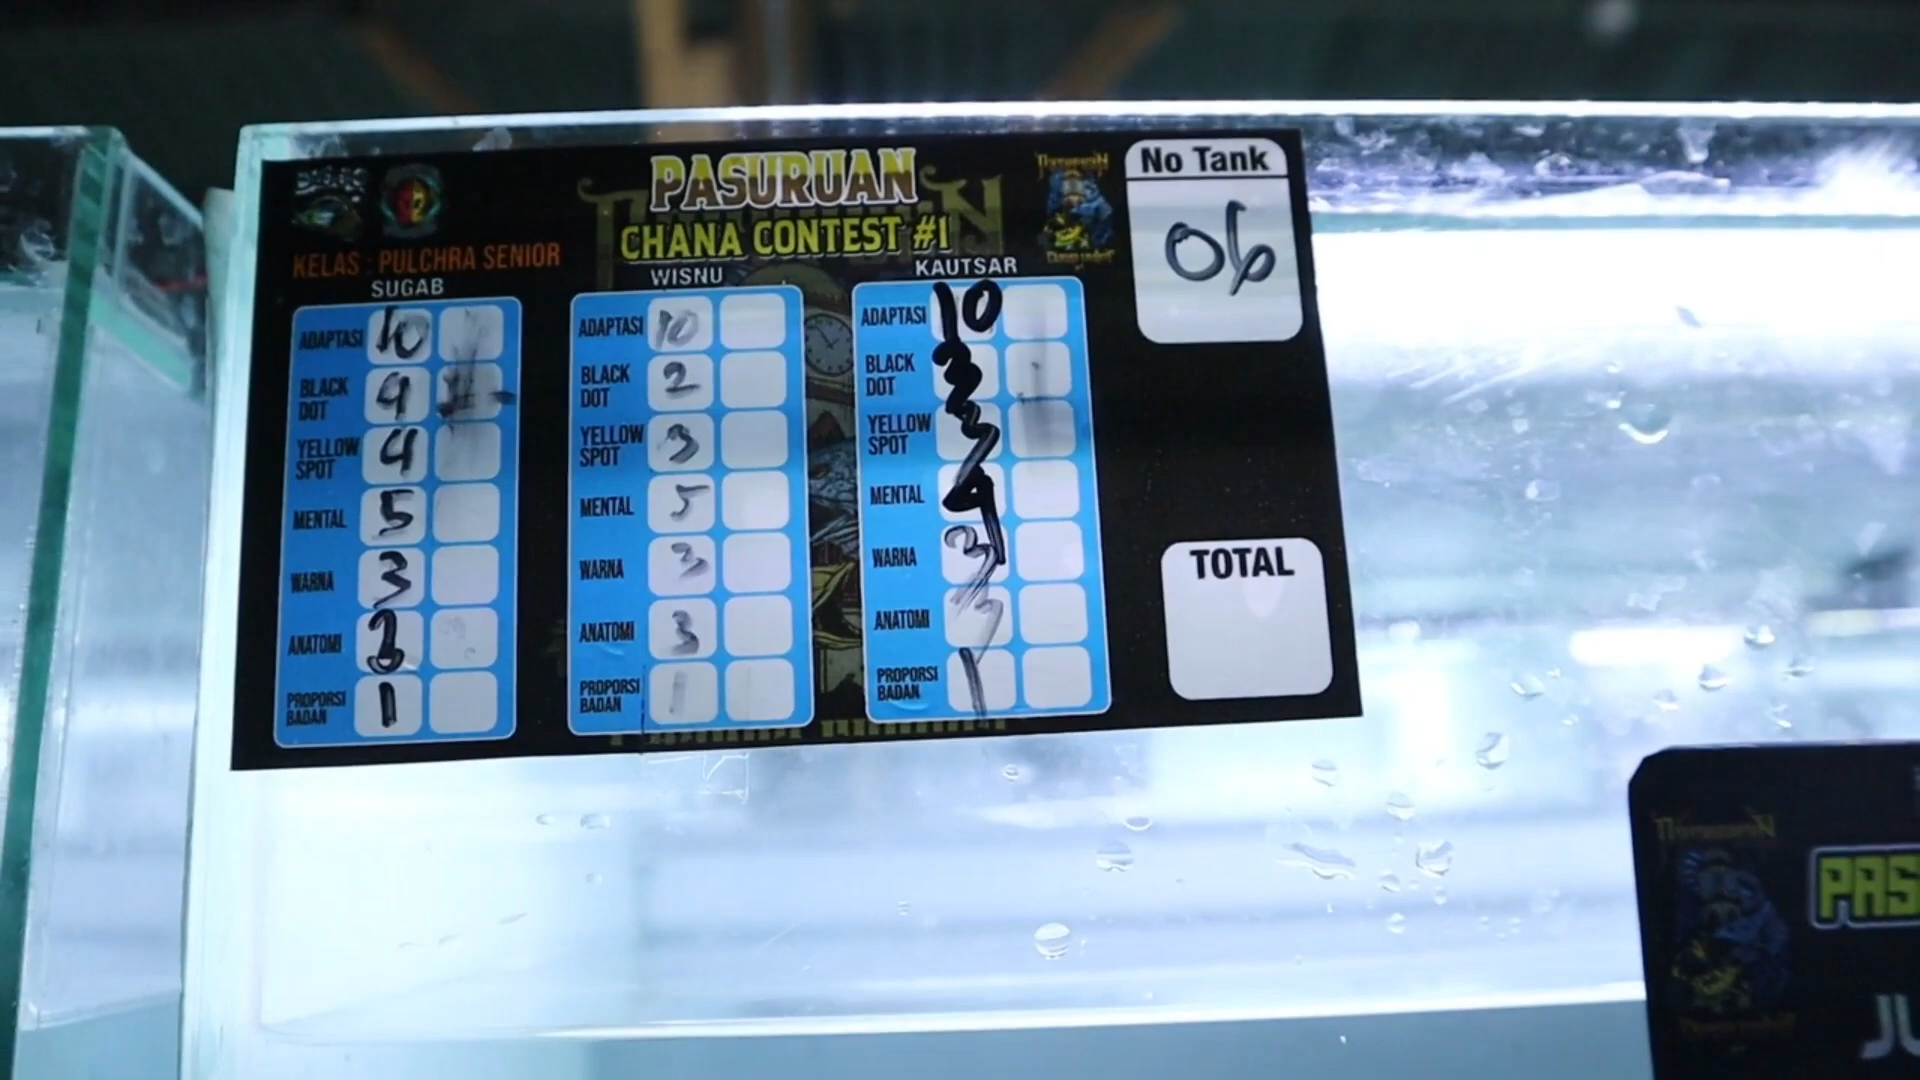 PASURUAN
CHANA CONTEST #1
KELAS : PULCHRA SENIOR
No Tank
06
SUGAB
ADAPTASI 10
BLACK DOT 4
YELLOW SPOT 4
MENTAL 5
WARNA 3
ANATOMI 3
PROPORSI BADAN 1
WISNU
ADAPTASI 10
BLACK DOT 2
YELLOW SPOT 3
MENTAL 5
WARNA 3
ANATOMI 3
PROPORSI BADAN 1
KAUTSAR
ADAPTASI 10
BLACK DOT
YELLOW SPOT
MENTAL 4
WARNA 3
ANATOMI 3
PROPORSI BADAN 1
TOTAL
PAS
JU